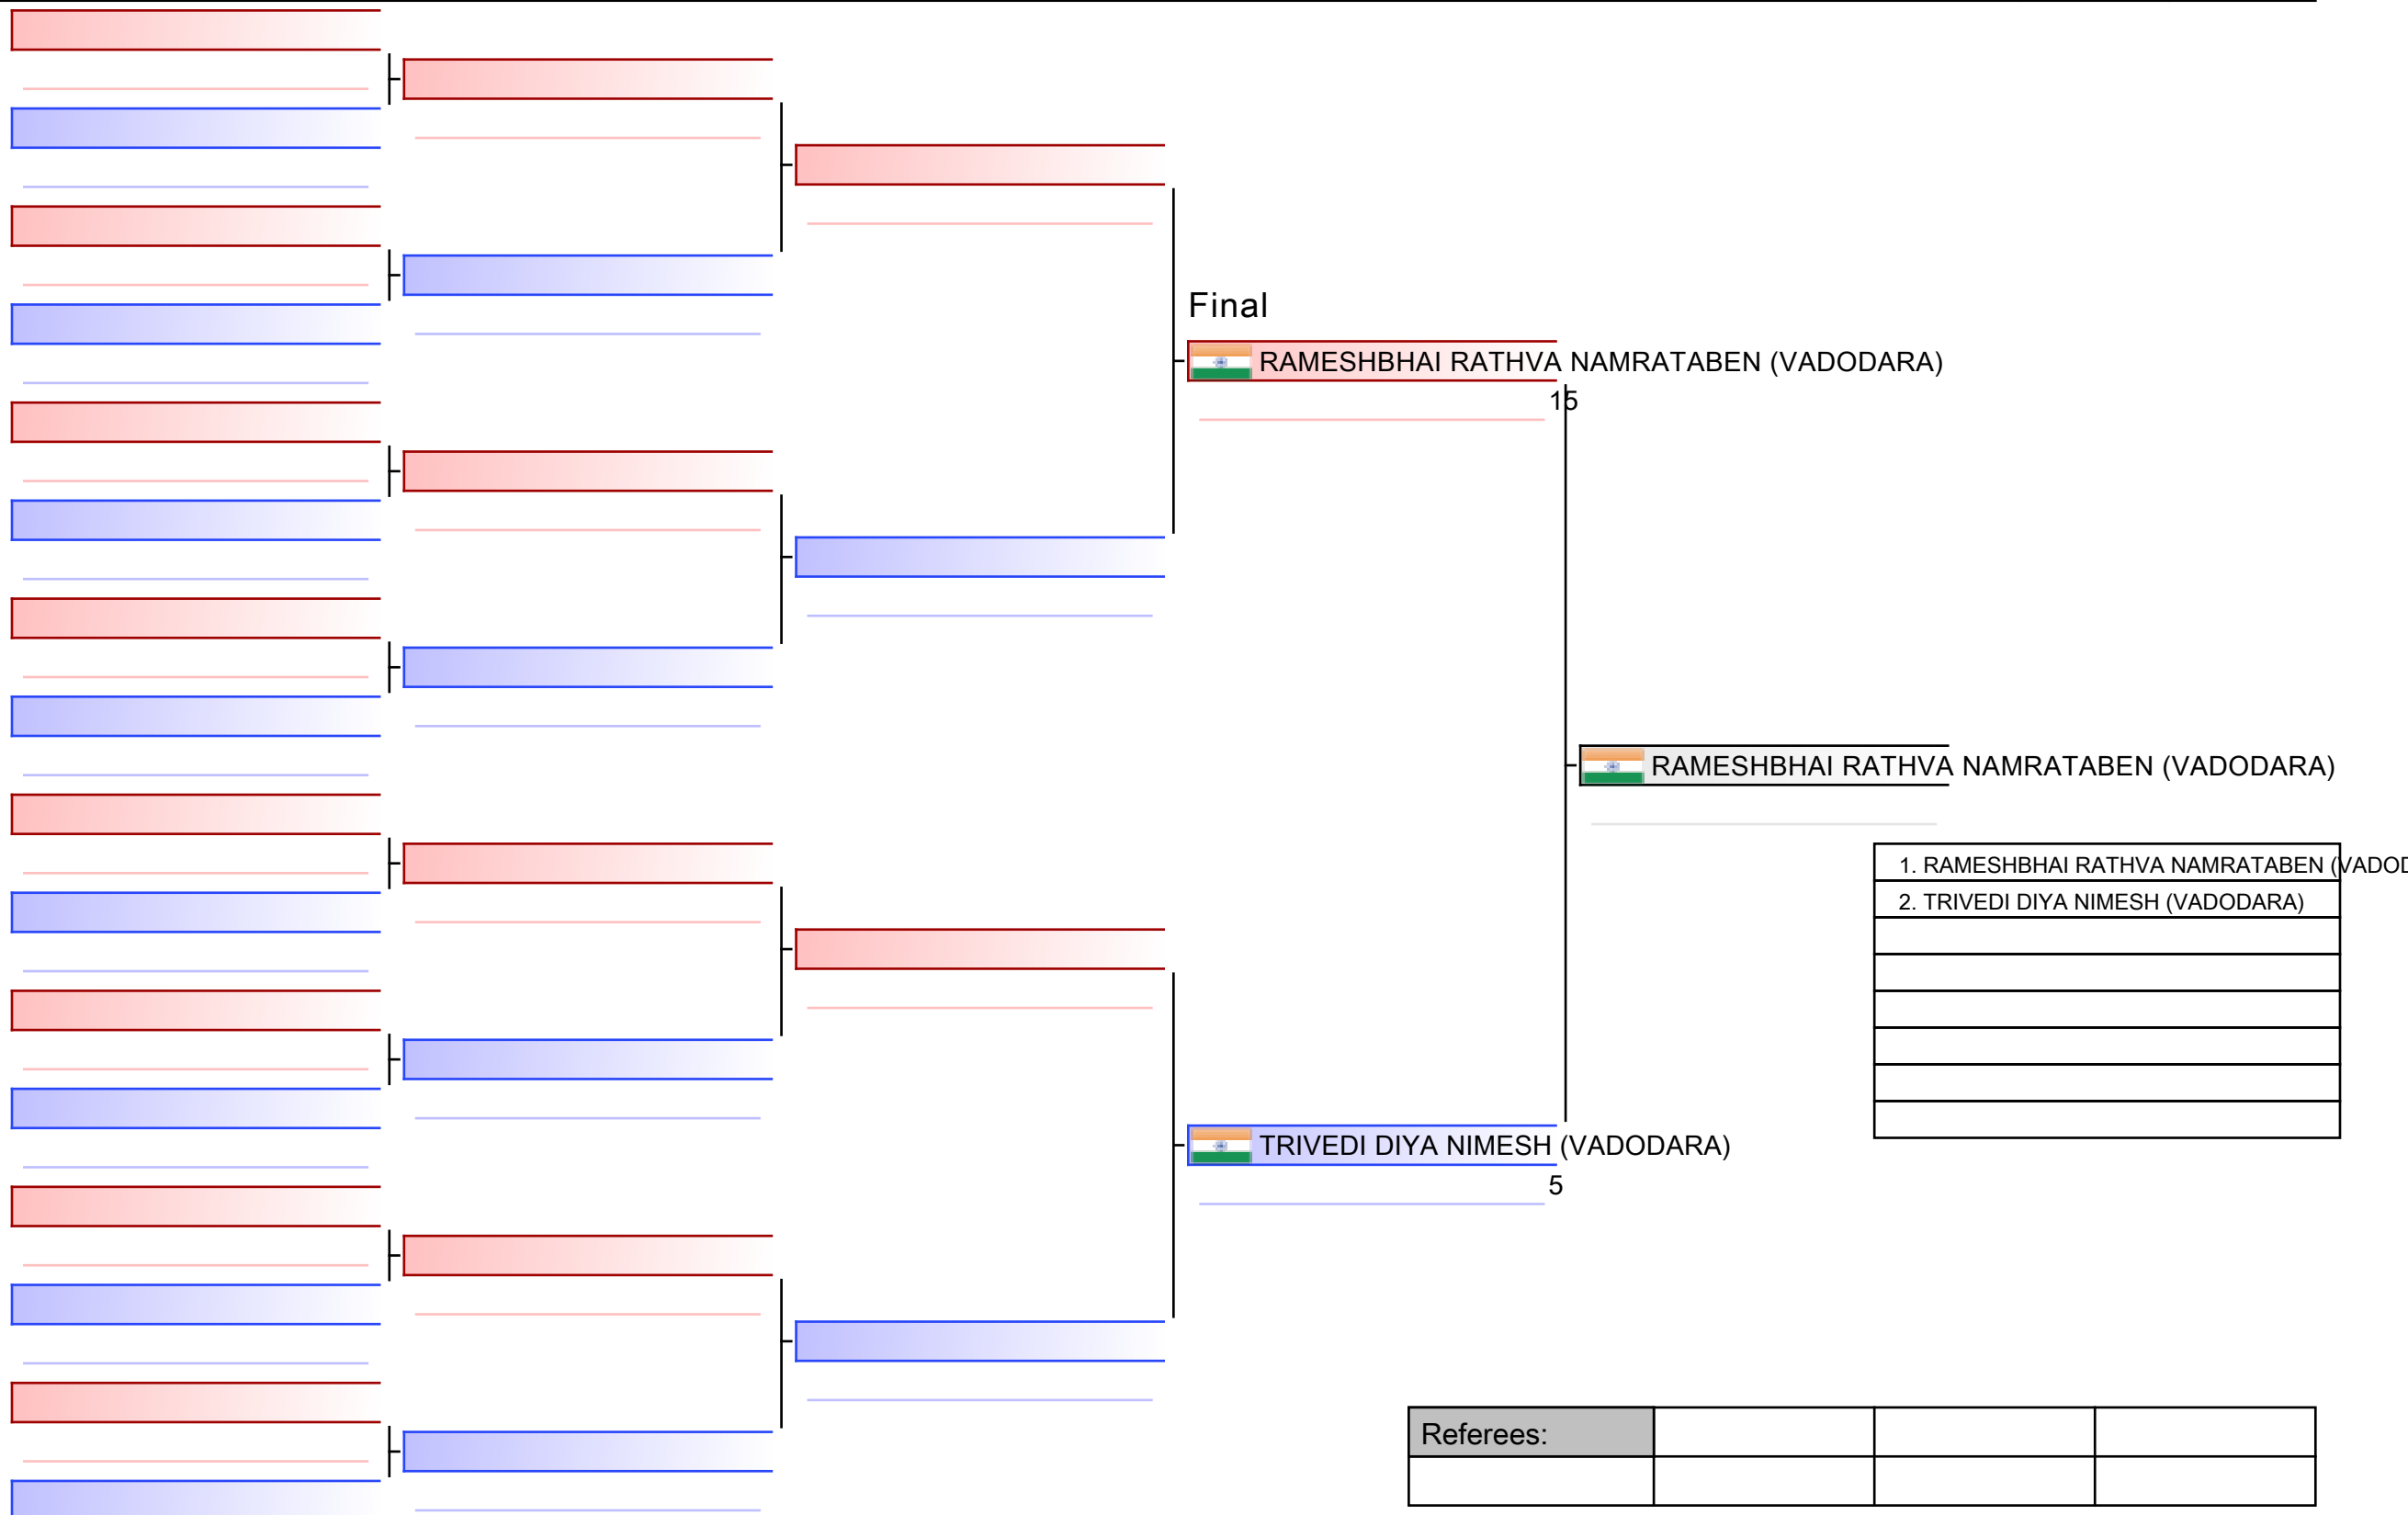 Final
RAMESHBHAI RATHVA NAMRATABEN (VADODARA)
15
RAMESHBHAI RATHVA NAMRATABEN (VADODARA)
1. RAMESHBHAI RATHVA NAMRATABEN (VADOD
2. TRIVEDI DIYA NIMESH (VADODARA)
TRIVEDI DIYA NIMESH (VADODARA)
5
Referees: